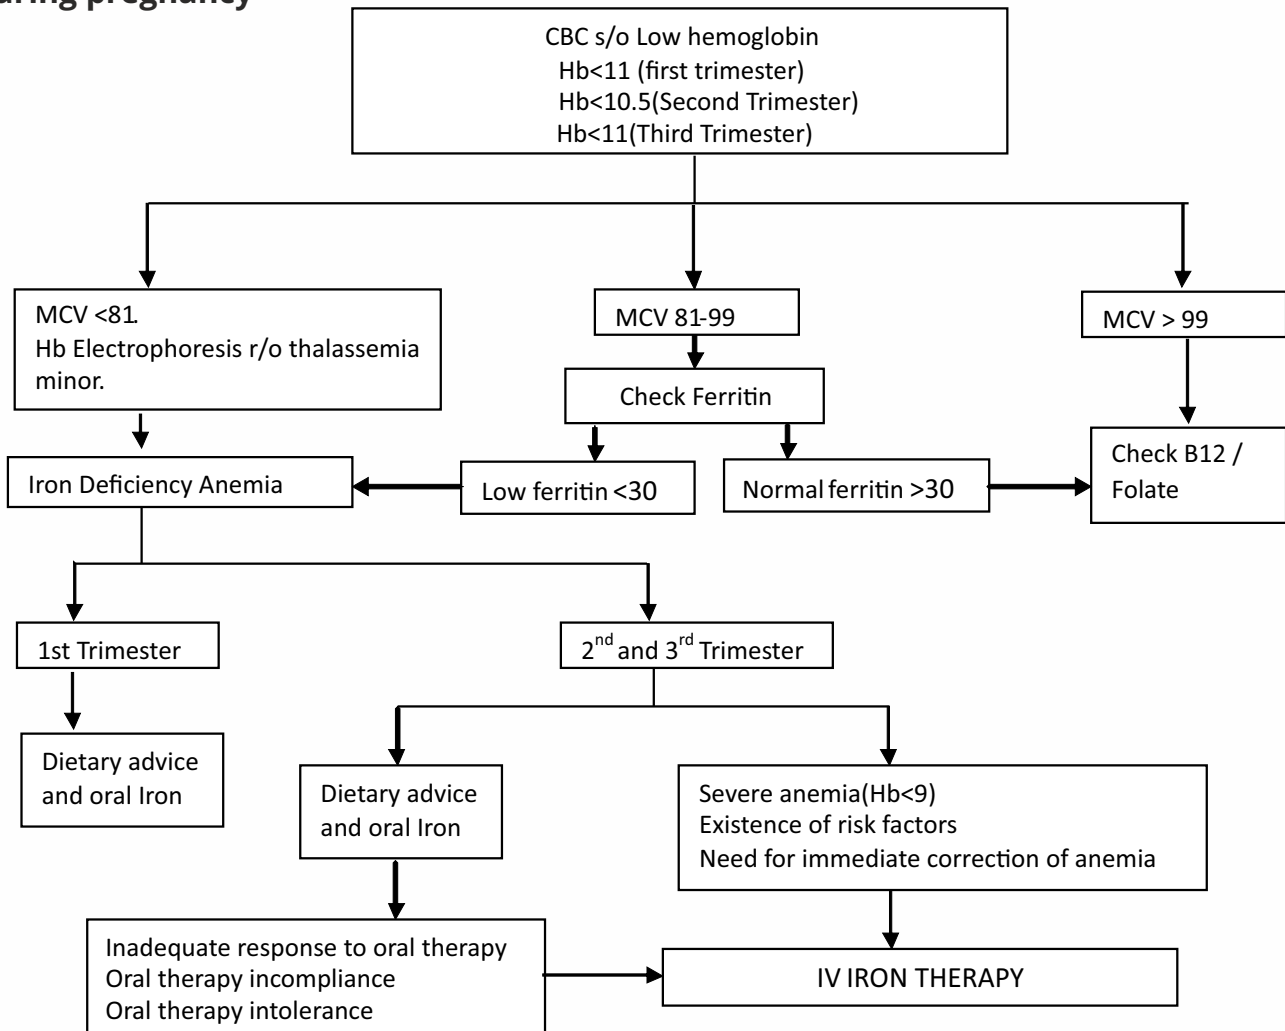 during pregnancy
CBC s/o Low hemoglobin
Hb<11 (first trimester)
Hb<10.5(Second Trimester)
Hb<11(Third Trimester)
MCV <81.
Hb Electrophoresis r/o thalassemia
minor.
MCV 81-99
MCV > 99
Check Ferritin
Check B12 /
Folate
Iron Deficiency Anemia
Low ferritin <30
Normal ferritin >30
1st Trimester
2nd and 3rd Trimester
Dietary advice
and oral Iron
Dietary advice
and oral Iron
Severe anemia(Hb<9)
Existence of risk factors
Need for immediate correction of anemia
Inadequate response to oral therapy
Oral therapy incompliance
Oral therapy intolerance
IV IRON THERAPY